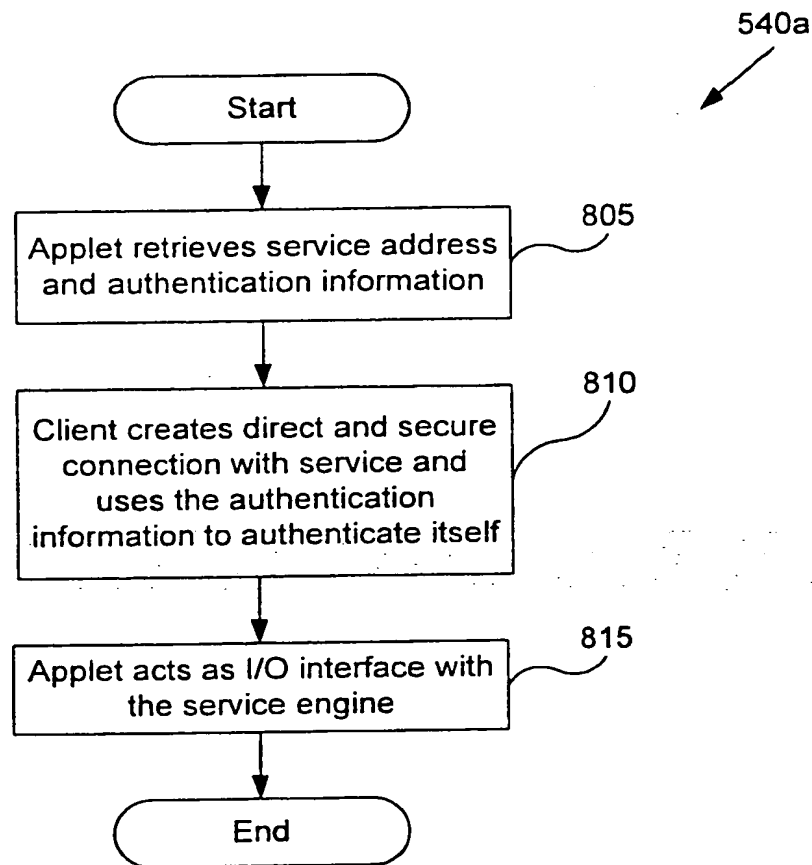 540a
Start
805
Applet retrieves service address
and authentication information
810
Client creates direct and secure
connection with service and
uses the authentication
information to authenticate itself
815
Applet acts as I/O interface with
the service engine
End